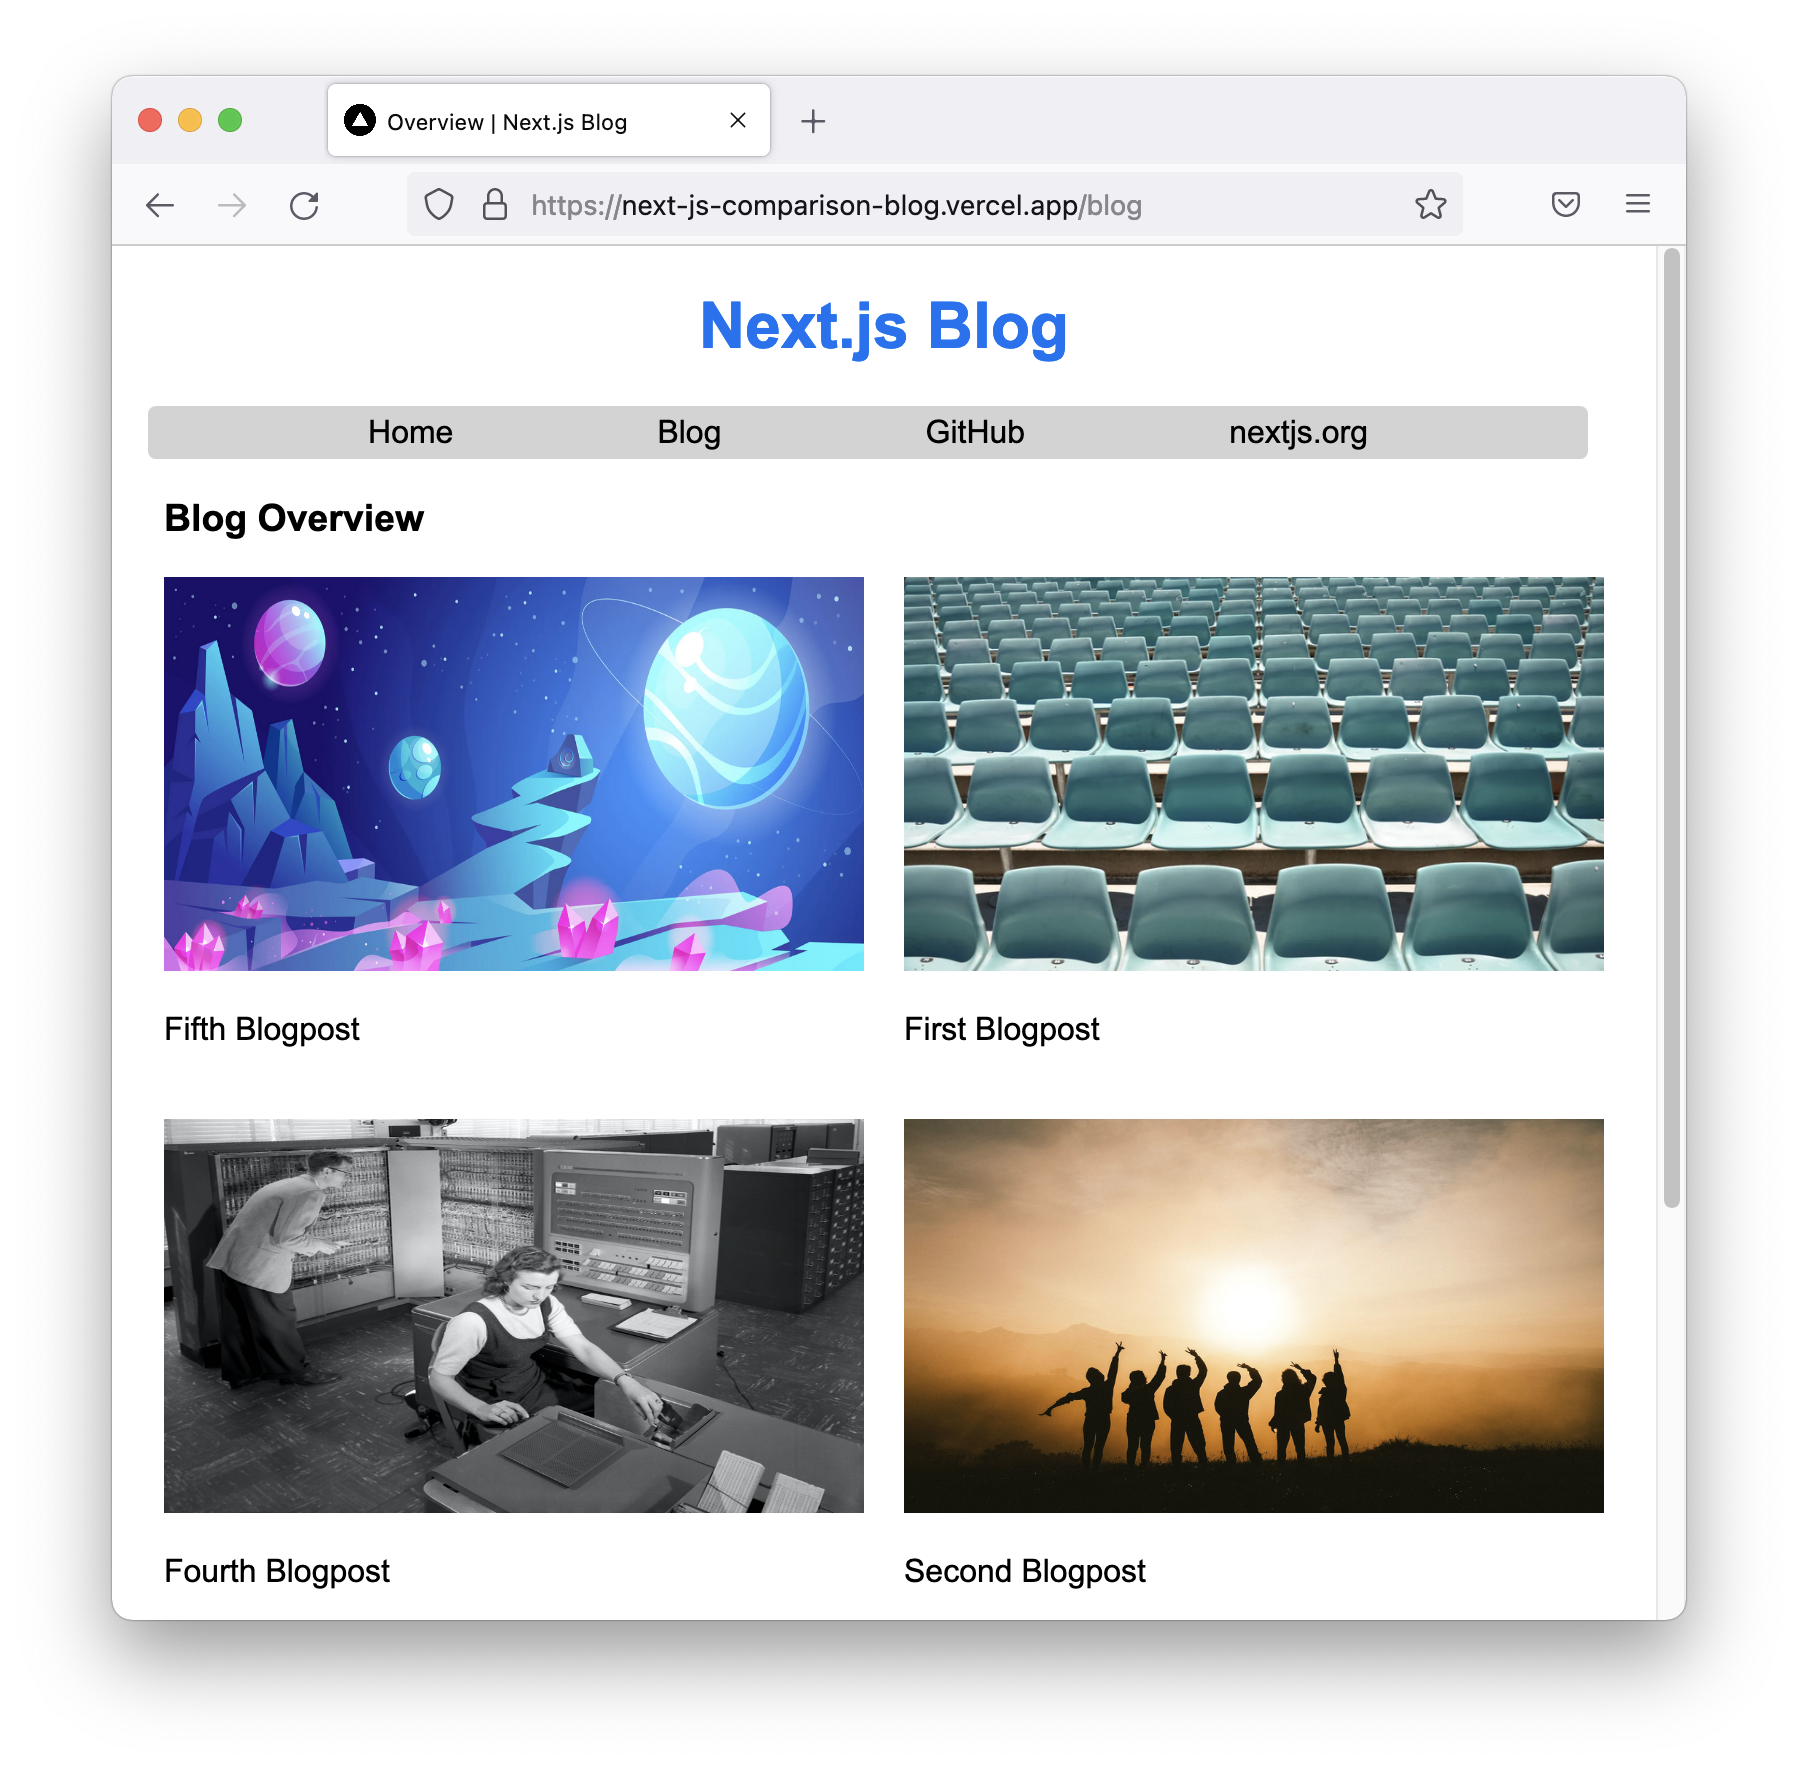 Overview | Next.js Blog
https://next-js-comparison-blog.vercel.app/blog
Next.js Blog
Home Blog GitHub nextjs.org
Blog Overview
Fifth Blogpost First Blogpost
Fourth Blogpost Second Blogpost